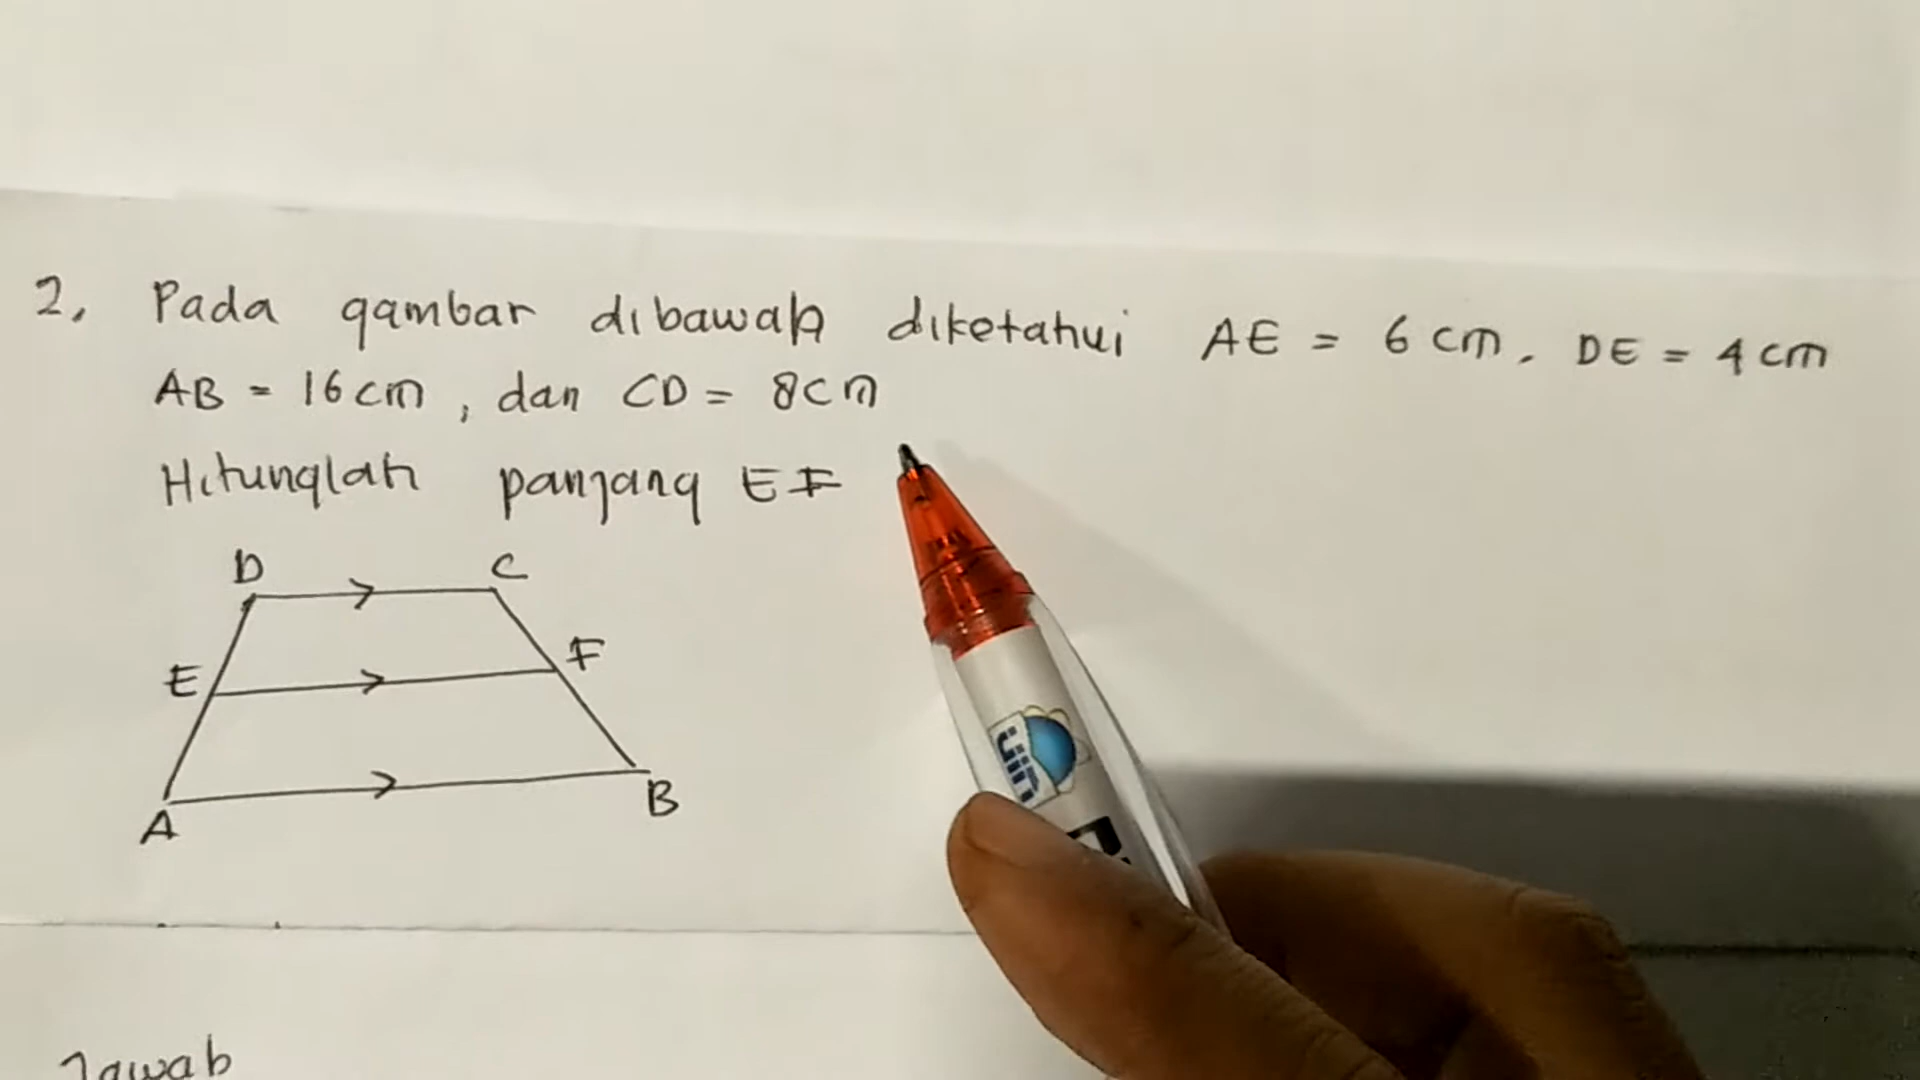 2, Pada gambar dibawah diketahui AE = 6 cm. DE = 4 cm
AB = 16 cm, dan CD = 8 cm
Hitunglah panjang EF
D C
E F
A B
uin
Jawab